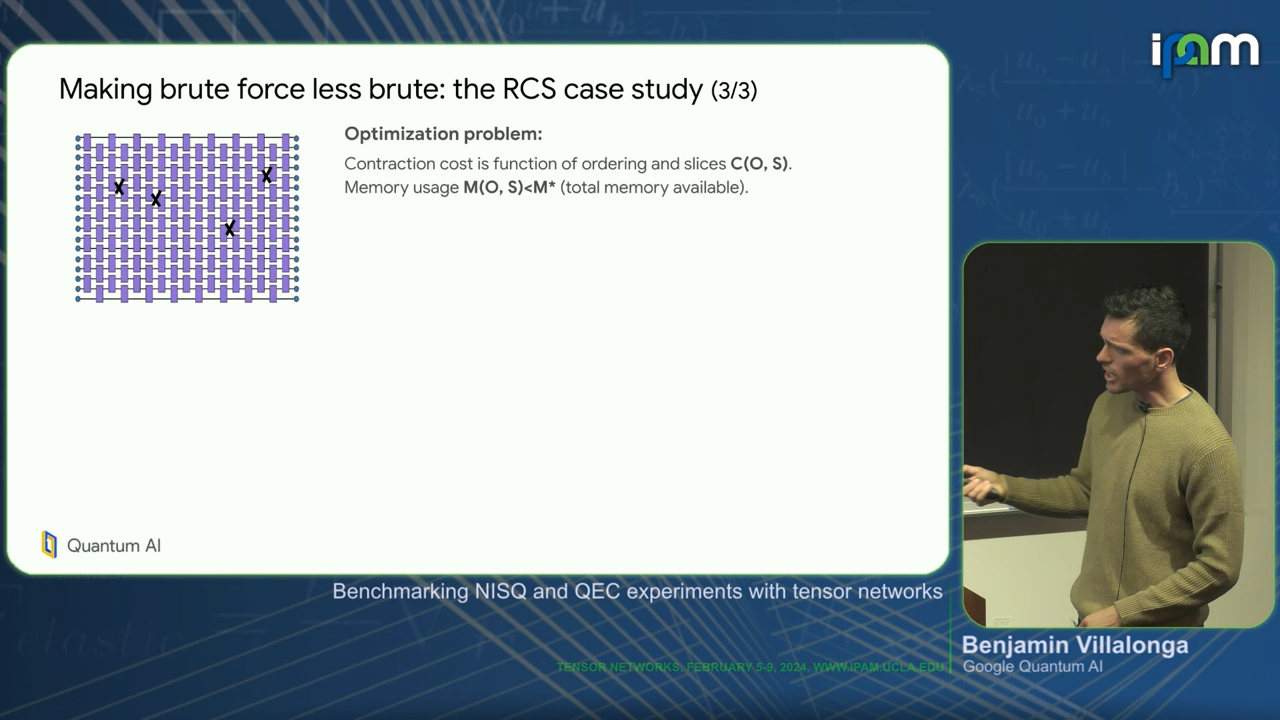 ipam
Making brute force less brute: the RCS case study (3/3)
Optimization problem:
Contraction cost is function of ordering and slices C(O, S).
Memory usage M(O, S)<M* (total memory available).
Quantum AI
Benchmarking NISQ and QEC experiments with tensor networks
Benjamin Villalonga
Google Quantum AI
TENSOR NETWORKS, FEBRUARY 5-9, 2024, WWW.IPAM.UCLA.EDU
elastic